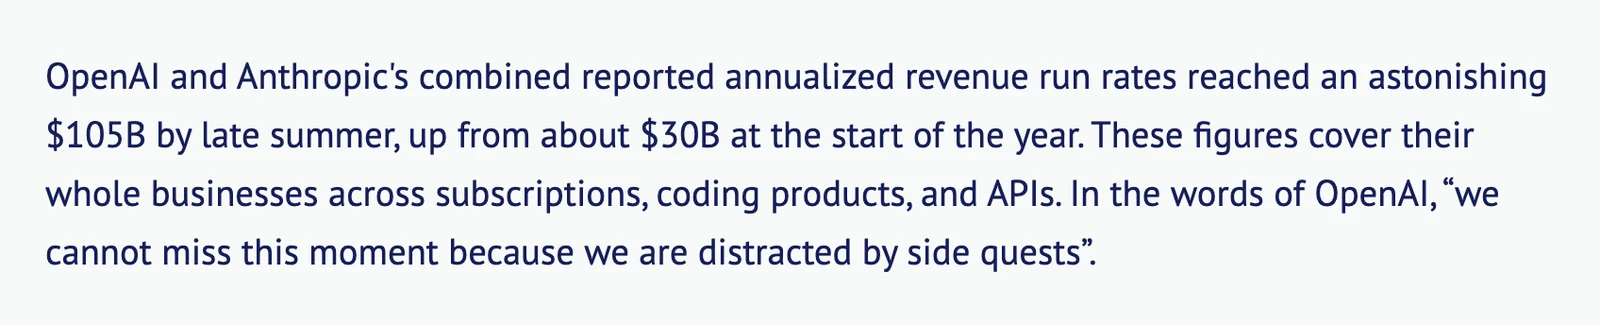 OpenAI and Anthropic's combined reported annualized revenue run rates reached an astonishing
$105B by late summer, up from about $30B at the start of the year. These figures cover their
whole businesses across subscriptions, coding products, and APIs. In the words of OpenAI, “we
cannot miss this moment because we are distracted by side quests”.